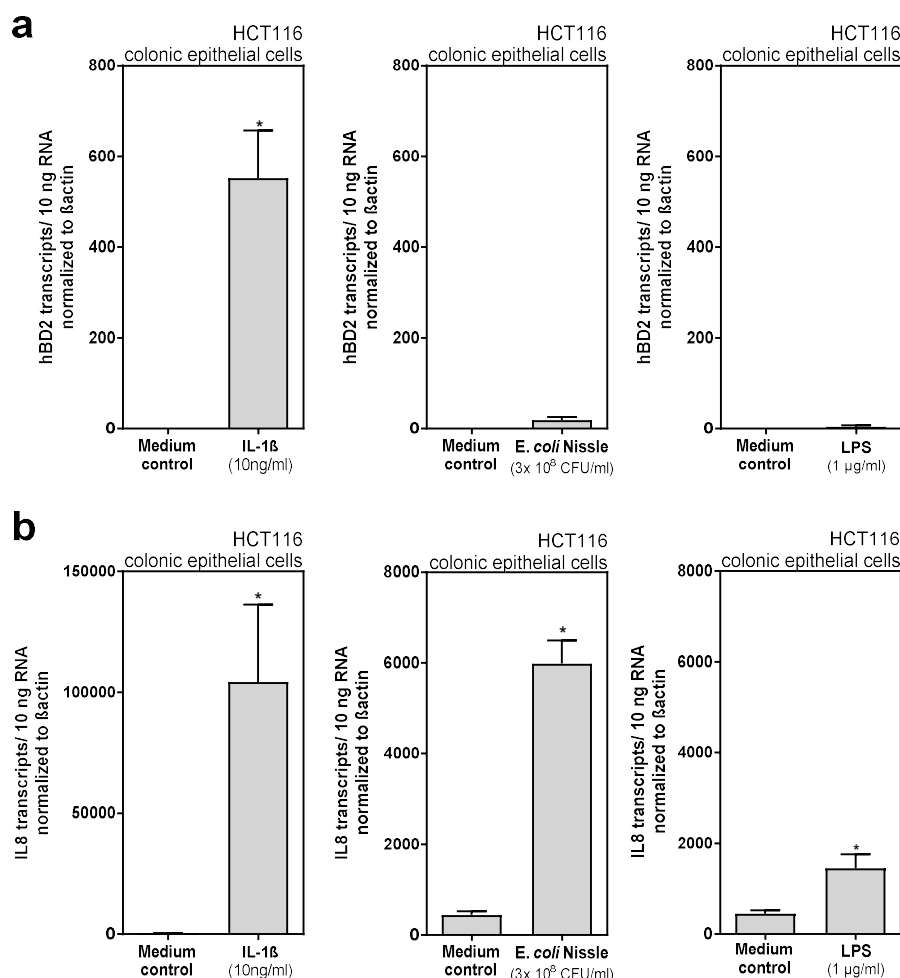 a
HCT116
colonic epithelial cells
hBD2 transcripts/ 10 ng RNA
normalized to ßactin
800
600
400
200
0
*
Medium
control
IL-1ß
(10ng/ml)
HCT116
colonic epithelial cells
hBD2 transcripts/ 10 ng RNA
normalized to ßactin
800
600
400
200
0
Medium
control
E. coli Nissle
(3x 10⁸ CFU/ml)
HCT116
colonic epithelial cells
hBD2 transcripts/ 10 ng RNA
normalized to ßactin
800
600
400
200
0
Medium
control
LPS
(1 µg/ml)
b
HCT116
colonic epithelial cells
IL8 transcripts/ 10 ng RNA
normalized to ßactin
150000
100000
50000
0
*
Medium
control
IL-1ß
(10ng/ml)
HCT116
colonic epithelial cells
IL8 transcripts/ 10 ng RNA
normalized to ßactin
8000
6000
4000
2000
0
*
Medium
control
E. coli Nissle
(3x 10⁸ CFU/ml)
HCT116
colonic epithelial cells
IL8 transcripts/ 10 ng RNA
normalized to ßactin
8000
6000
4000
2000
0
*
Medium
control
LPS
(1 µg/ml)